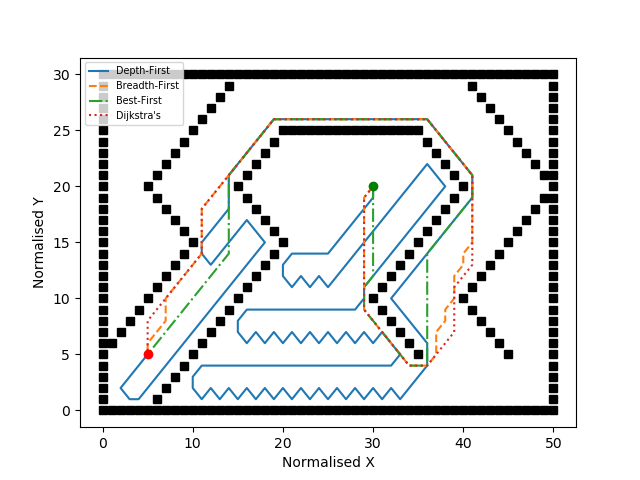 Depth-First
Breadth-First
Best-First
Dijkstra's
30
25
20
15
10
5
0
Normalised Y
0 10 20 30 40 50
Normalised X